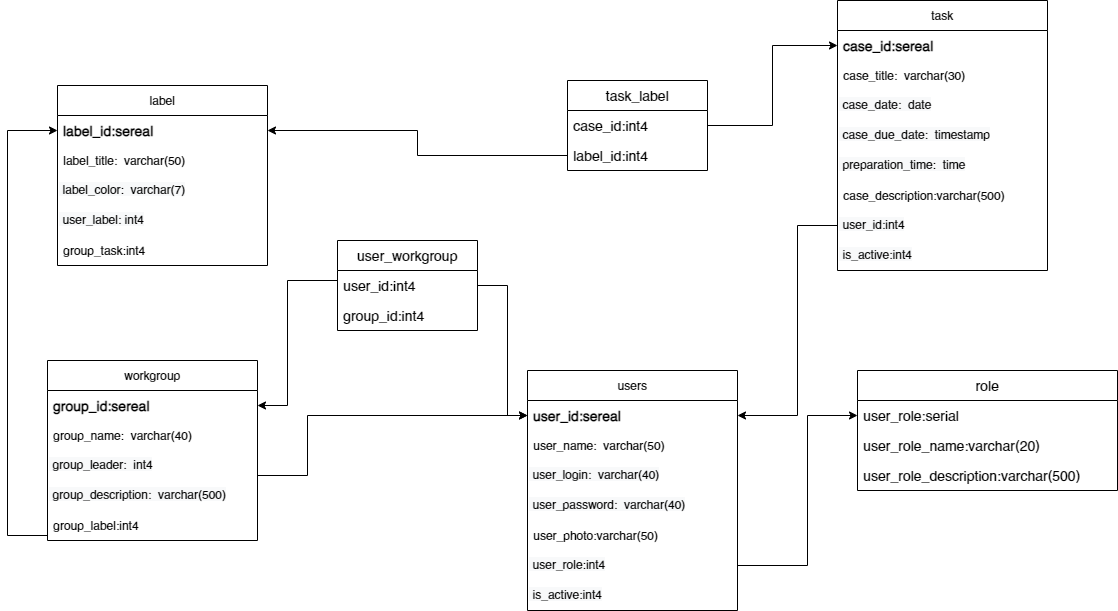 task
case_id:sereal
case_title: varchar(30)
case_date: date
case_due_date: timestamp
preparation_time: time
case_description:varchar(500)
user_id:int4
is_active:int4
label
label_id:sereal
label_title: varchar(50)
label_color: varchar(7)
user_label: int4
group_task:int4
task_label
case_id:int4
label_id:int4
user_workgroup
user_id:int4
group_id:int4
workgroup
group_id:sereal
group_name: varchar(40)
group_leader: int4
group_description: varchar(500)
group_label:int4
users
user_id:sereal
user_name: varchar(50)
user_login: varchar(40)
user_password: varchar(40)
user_photo:varchar(50)
user_role:int4
is_active:int4
role
user_role:serial
user_role_name:varchar(20)
user_role_description:varchar(500)